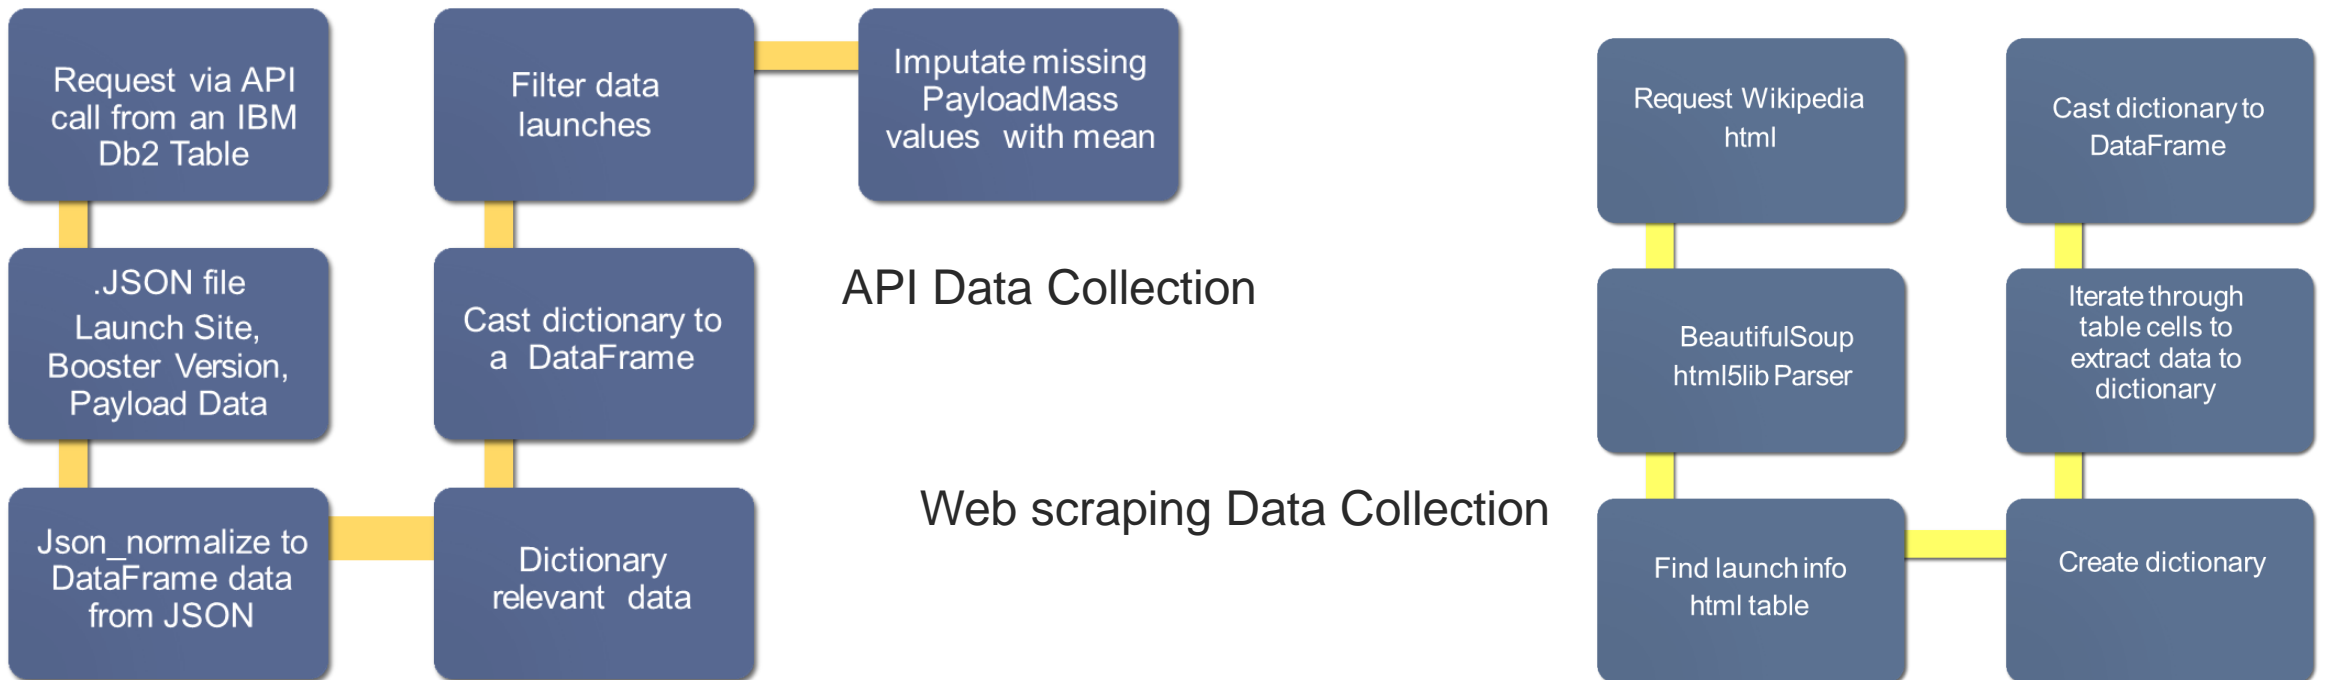 Request via API
call from an IBM
Db2 Table
.JSON file
Launch Site,
Booster Version,
Payload Data
Json_normalize to
DataFrame data
from JSON
Dictionary
relevant data
Cast dictionary to
a DataFrame
Filter data
launches
Imputate missing
PayloadMass
values with mean
API Data Collection
Web scraping Data Collection
Request Wikipedia
html
BeautifulSoup
html5lib Parser
Find launch info
html table
Create dictionary
Iterate through
table cells to
extract data to
dictionary
Cast dictionary to
DataFrame